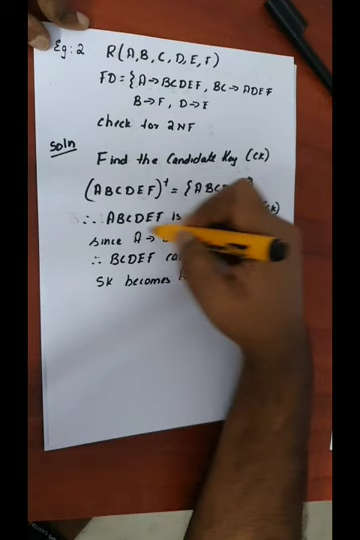 Eg: 2 R(A,B,C,D,E,F)
FD = {A → BCDEF, BC → ADEF
B → F, D → E
check for 2NF
Soln
Find the Candidate Key (CK)
(ABCDEF)⁺ = {ABC
∴ ABCDEF is
since A →
∴ BCDEF
SK becomes